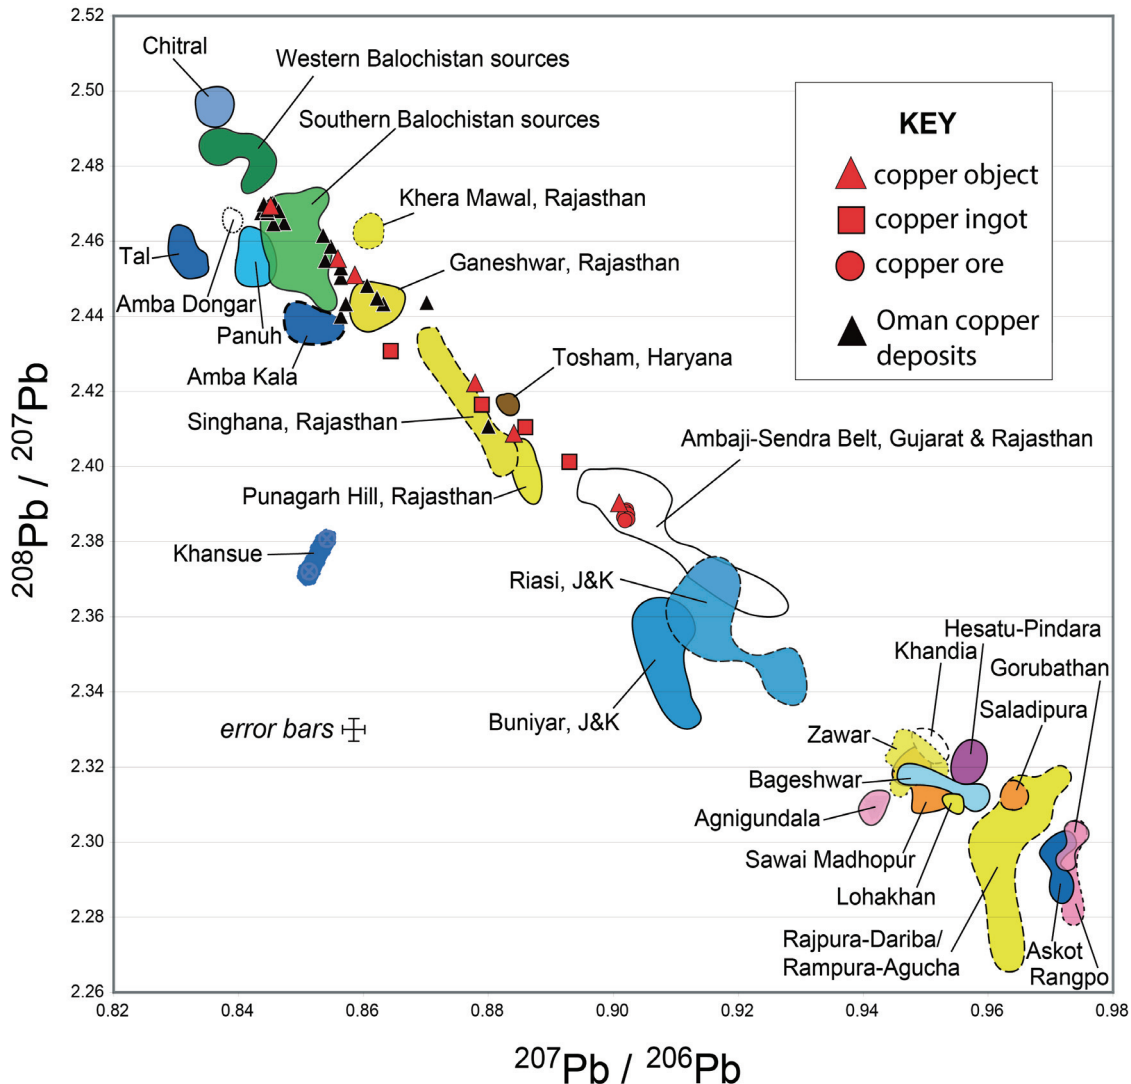 2.52
Chitral
Western Balochistan sources
2.50
KEY
Southern Balochistan sources
2.48
copper object
Khera Mawal, Rajasthan
copper ingot
2.46
Tal
Ganeshwar, Rajasthan
copper ore
Amba Dongar
2.44
Panuh
Oman copper
deposits
Tosham, Haryana
Amba Kala
2.42
Singhana, Rajasthan
Ambaji-Sendra Belt, Gujarat & Rajasthan
208Pb / 207Pb
2.40
Punagarh Hill, Rajasthan
2.38
Khansue
Riasi, J&K
2.36
Hesatu-Pindara
Khandia
Gorubathan
2.34
Saladipura
Buniyar, J&K
error bars
Zawar
2.32
Bageshwar
Agnigundala
2.30
Sawai Madhopur
Lohakhan
2.28
Rajpura-Dariba/
Rampura-Agucha
Askot
Rangpo
2.26
0.82 0.84 0.86 0.88 0.90 0.92 0.94 0.96 0.98
207Pb / 206Pb